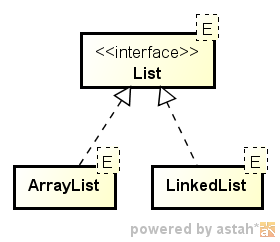 E
<<interface>>
List
E
E
ArrayList
LinkedList
powered by astah*